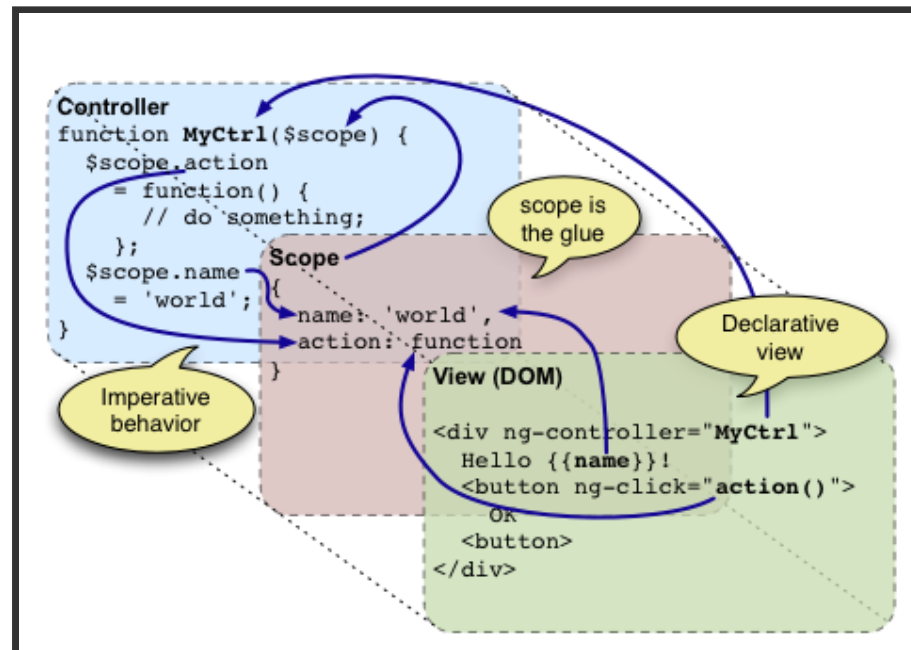 Controller
function MyCtrl($scope) {
$scope.action
= function() {
// do something;
};
$scope.name
= 'world';
}
Imperative
behavior
scope is
the glue
Scope
{
name: 'world',
action: function
}
Declarative
view
View (DOM)
<div ng-controller="MyCtrl">
Hello {{name}}!
<button ng-click="action()">
OK
<button>
</div>